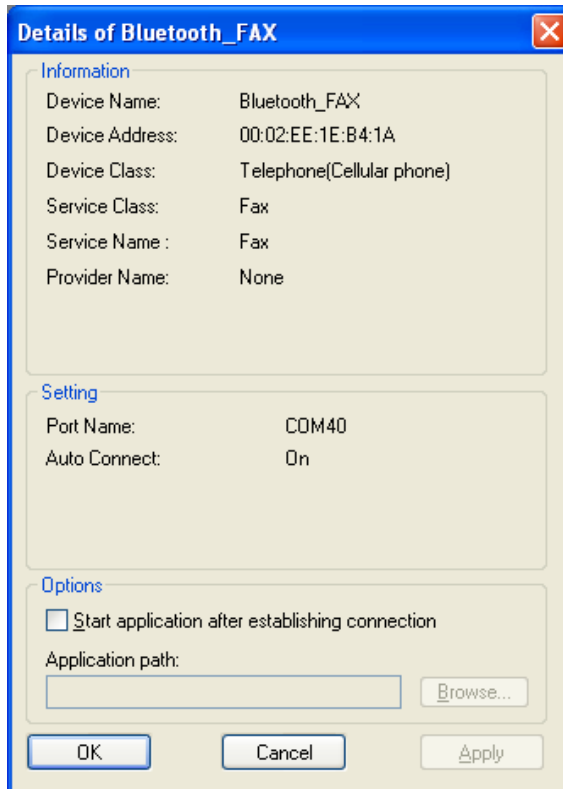 Details of Bluetooth_FAX
Information
Device Name: Bluetooth_FAX
Device Address: 00:02:EE:1E:B4:1A
Device Class: Telephone(Cellular phone)
Service Class: Fax
Service Name : Fax
Provider Name: None
Setting
Port Name: COM40
Auto Connect: On
Options
Start application after establishing connection
Application path:
Browse...
OK Cancel Apply